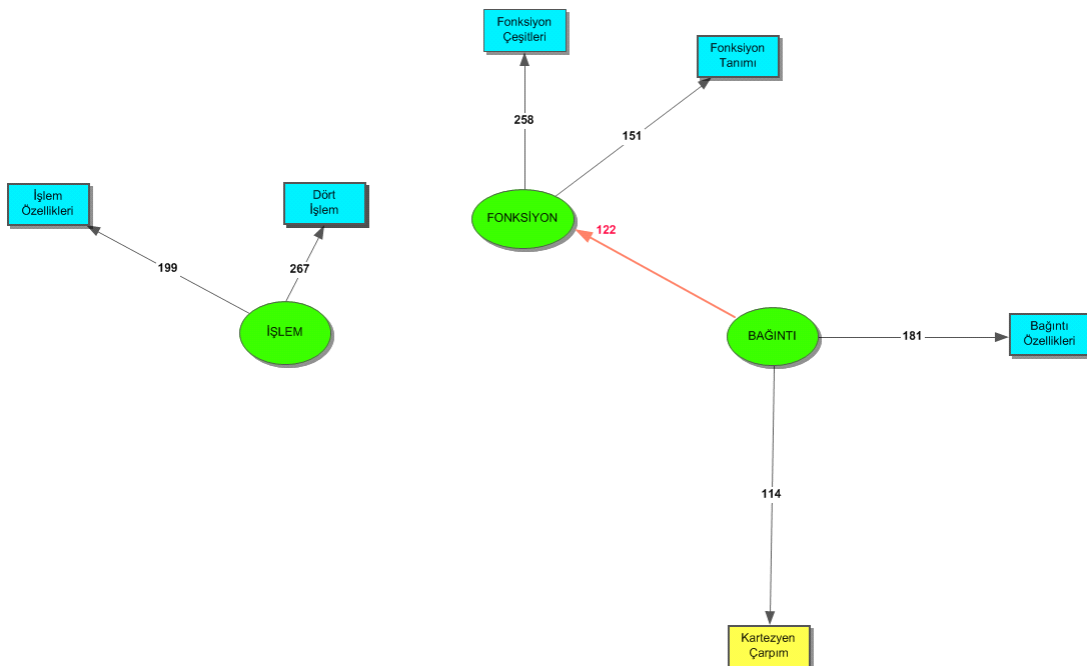 Fonksiyon
Çeşitleri
Fonksiyon
Tanımı
258
151
İşlem
Özellikleri
Dört
İşlem
FONKSİYON
122
199
267
İŞLEM
BAĞINTI
181
Bağıntı
Özellikleri
114
Kartezyen
Çarpım